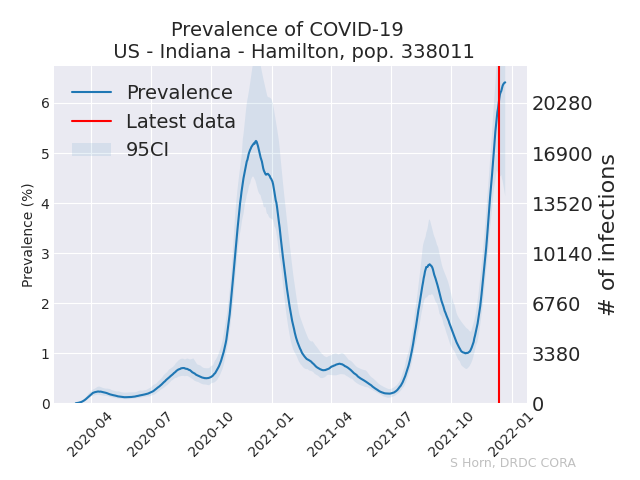 Prevalence of COVID-19
US - Indiana - Hamilton, pop. 338011
Prevalence
Latest data
95CI
Prevalence (%)
6
5
4
3
2
1
0
20280
16900
13520
10140
6760
3380
0
# of infections
2020-04
2020-07
2020-10
2021-01
2021-04
2021-07
2021-10
2022-01
S Horn, DRDC CORA